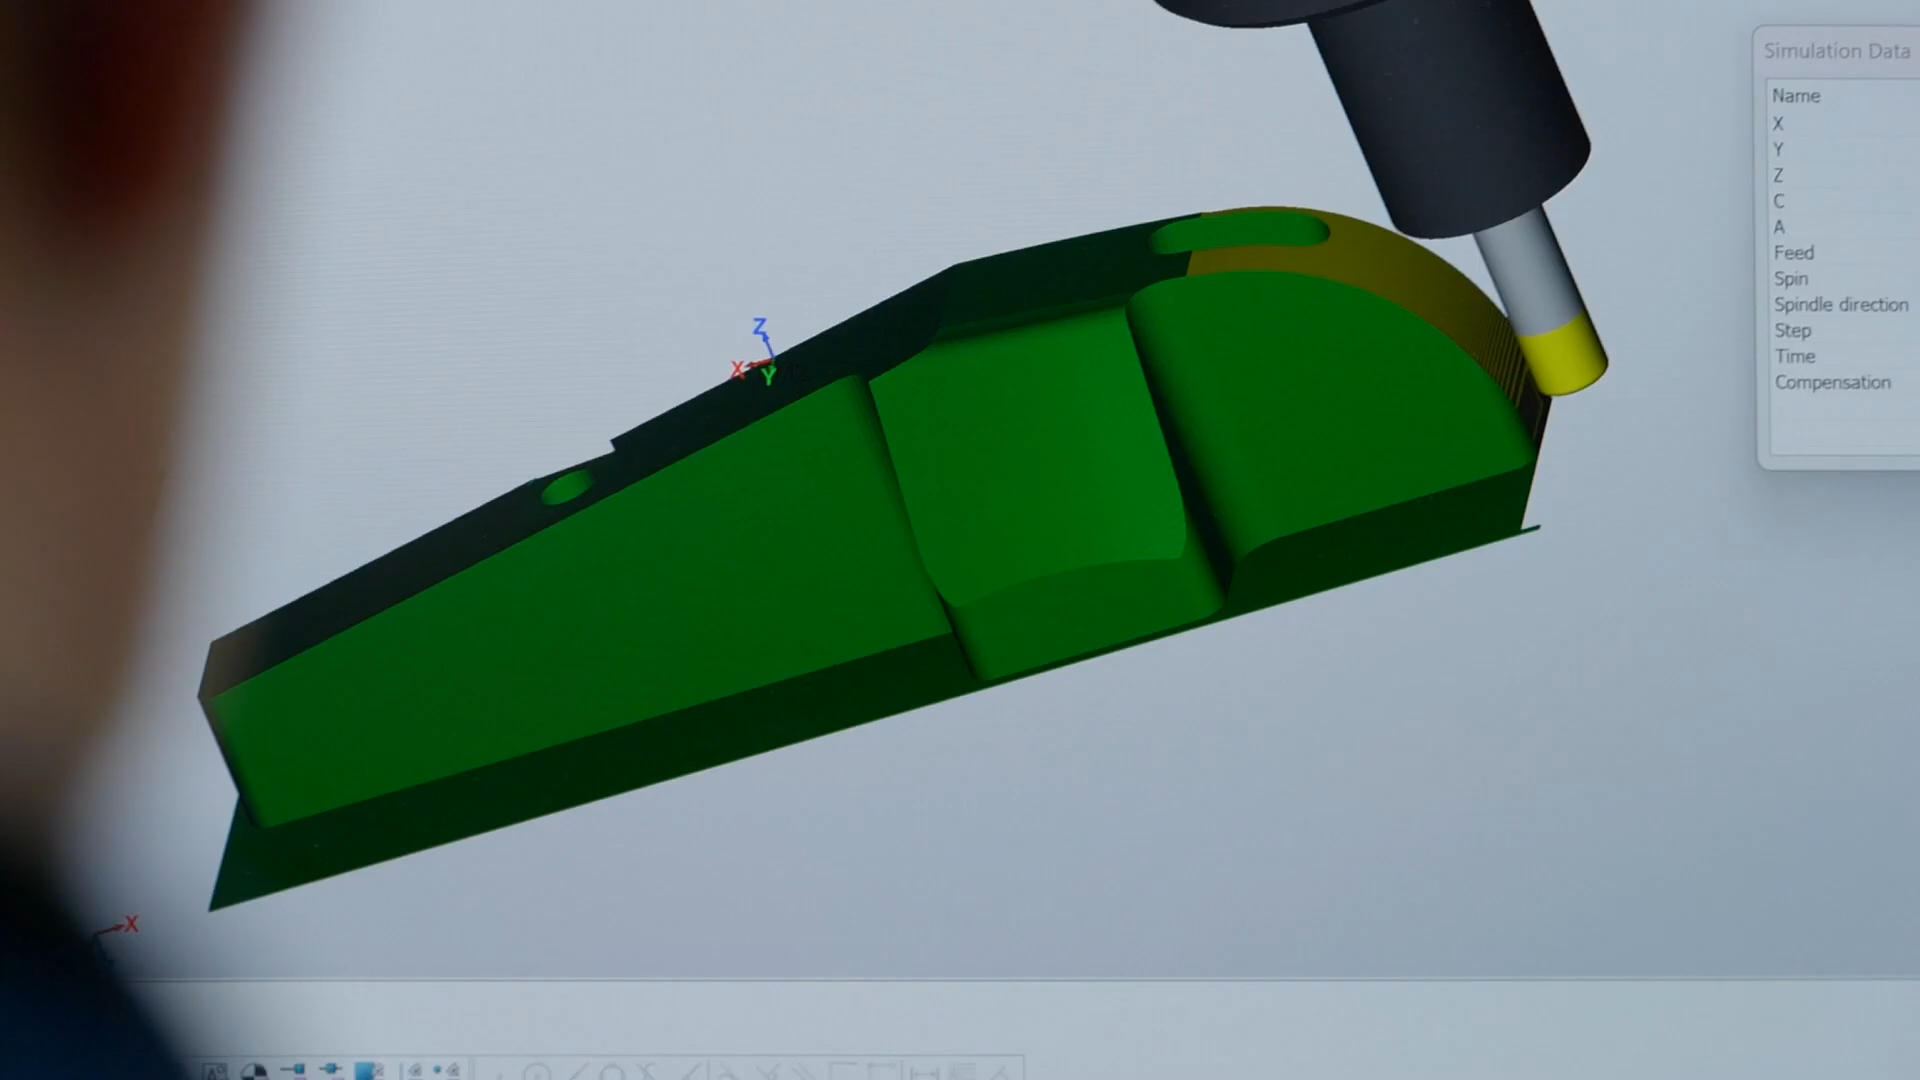 Simulation Data
Name
X
Y
Z
C
A
Feed
Spin
Spindle direction
Step
Time
Compensation
Z
X
Y
X